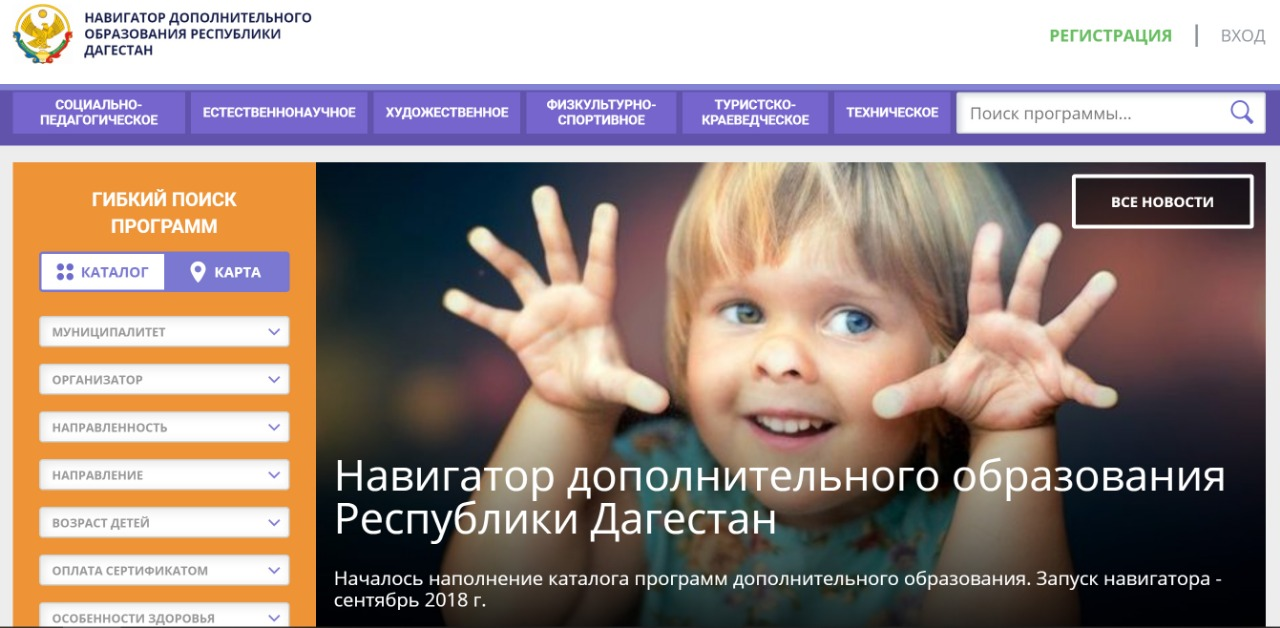 НАВИГАТОР ДОПОЛНИТЕЛЬНОГО
ОБРАЗОВАНИЯ РЕСПУБЛИКИ
ДАГЕСТАН
РЕГИСТРАЦИЯ | ВХОД
СОЦИАЛЬНО-
ПЕДАГОГИЧЕСКОЕ
ЕСТЕСТВЕННОНАУЧНОЕ
ХУДОЖЕСТВЕННОЕ
ФИЗКУЛЬТУРНО-
СПОРТИВНОЕ
ТУРИСТСКО-
КРАЕВЕДЧЕСКОЕ
ТЕХНИЧЕСКОЕ
Поиск программы...
ГИБКИЙ ПОИСК
ПРОГРАММ
КАТАЛОГ
КАРТА
МУНИЦИПАЛИТЕТ
ОРГАНИЗАТОР
НАПРАВЛЕННОСТЬ
НАПРАВЛЕНИЕ
ВОЗРАСТ ДЕТЕЙ
ОПЛАТА СЕРТИФИКАТОМ
ОСОБЕННОСТИ ЗДОРОВЬЯ
ВСЕ НОВОСТИ
Навигатор дополнительного образования
Республики Дагестан
Началось наполнение каталога программ дополнительного образования. Запуск навигатора -
сентябрь 2018 г.